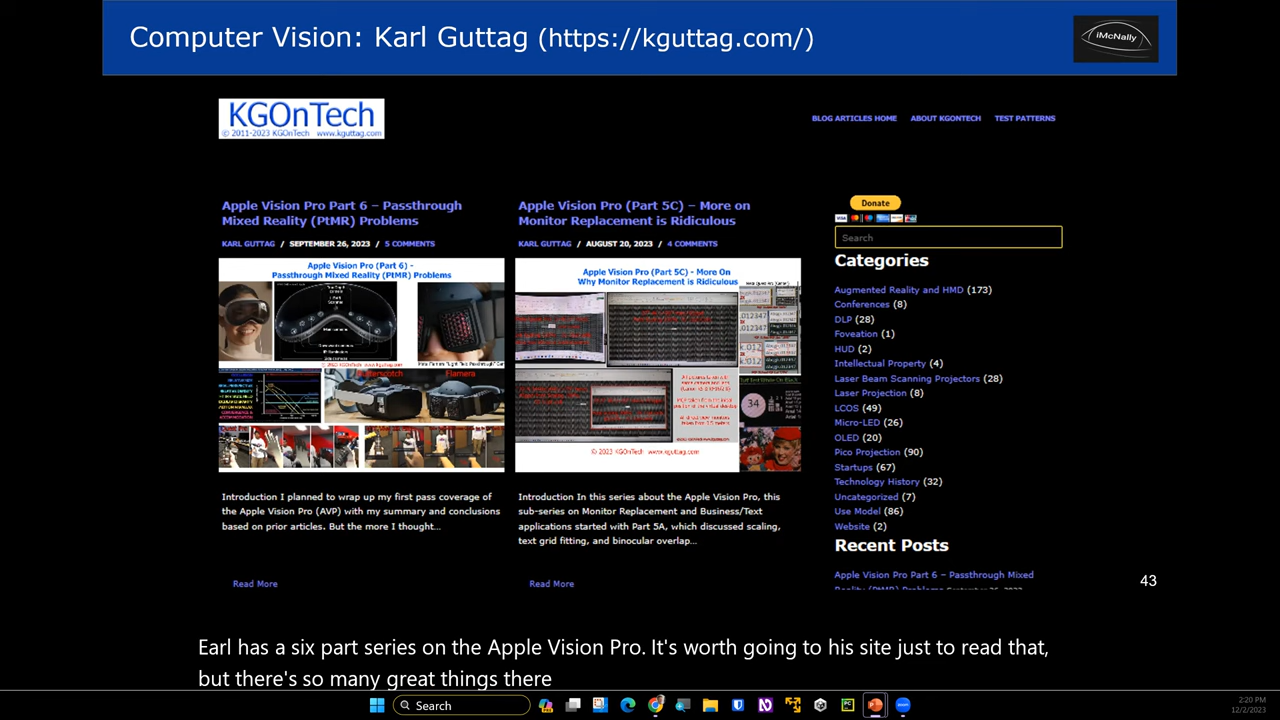 Computer Vision: Karl Guttag (https://kguttag.com/)
iMcNally
KGOnTech
© 2011-2023 KGOnTech www.kguttag.com
BLOG ARTICLES HOME ABOUT KGONTECH TEST PATTERNS
Apple Vision Pro Part 6 – Passthrough
Mixed Reality (PtMR) Problems
KARL GUTTAG / SEPTEMBER 26, 2023 / 5 COMMENTS
Apple Vision Pro (Part 6) -
Passthrough Mixed Reality (PtMR) Problems
Flamera
Introduction I planned to wrap up my first pass coverage of
the Apple Vision Pro (AVP) with my summary and conclusions
based on prior articles. But the more I thought…
Read More
Apple Vision Pro (Part 5C) – More on
Monitor Replacement is Ridiculous
KARL GUTTAG / AUGUST 20, 2023 / 4 COMMENTS
Apple Vision Pro (Part 5C) - More On
Why Monitor Replacement is Ridiculous
34
© 2023 KGOnTech www.kguttag.com
Introduction In this series about the Apple Vision Pro, this
sub-series on Monitor Replacement and Business/Text
applications started with Part 5A, which discussed scaling,
text grid fitting, and binocular overlap…
Read More
Donate
Search
Categories
Augmented Reality and HMD (173)
Conferences (8)
DLP (28)
Foveation (1)
HUD (2)
Intellectual Property (4)
Laser Beam Scanning Projectors (28)
Laser Projection (8)
LCOS (49)
Micro-LED (26)
OLED (20)
Pico Projection (90)
Startups (67)
Technology History (32)
Uncategorized (7)
Use Model (86)
Website (2)
Recent Posts
Apple Vision Pro Part 6 – Passthrough Mixed
Reality (PtMR) Problems September 26, 2023
43
Earl has a six part series on the Apple Vision Pro. It's worth going to his site just to read that,
but there's so many great things there
Search
2:20 PM
12/2/2023